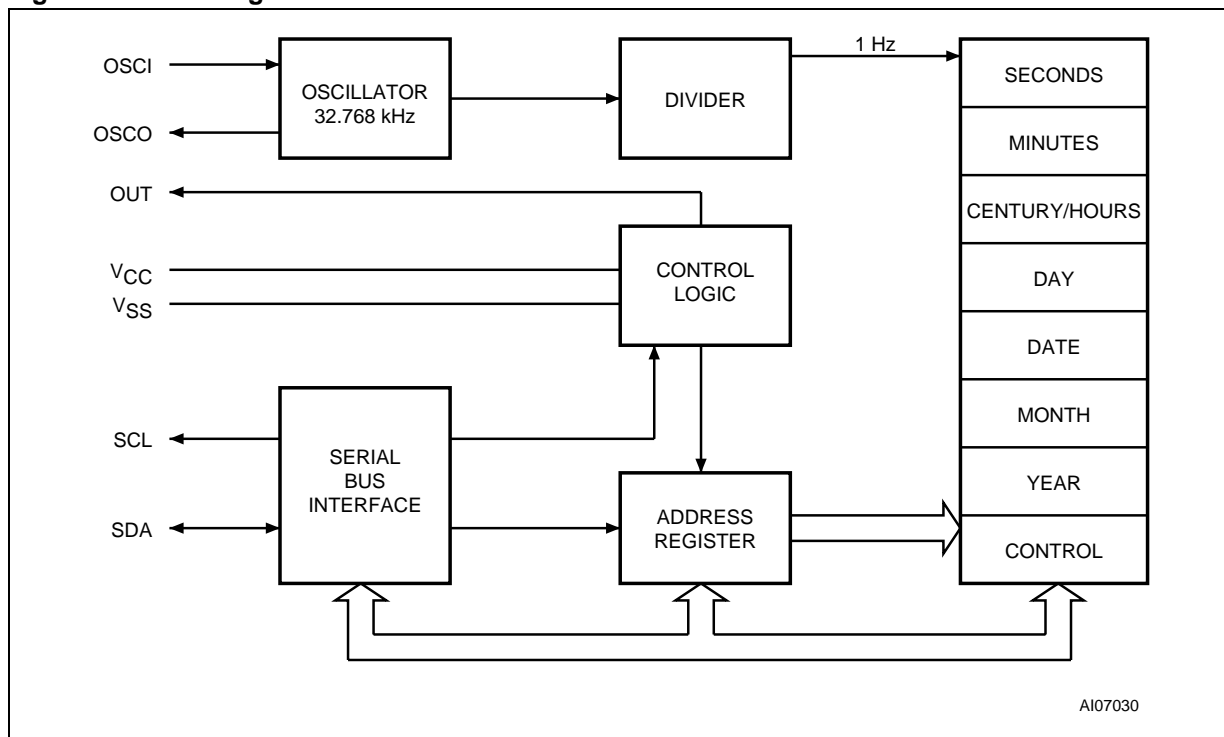 OSCI
OSCO
OUT
VCC
VSS
SCL
SDA
OSCILLATOR
32.768 kHz
DIVIDER
1 Hz
CONTROL
LOGIC
SERIAL
BUS
INTERFACE
ADDRESS
REGISTER
SECONDS
MINUTES
CENTURY/HOURS
DAY
DATE
MONTH
YEAR
CONTROL
AI07030